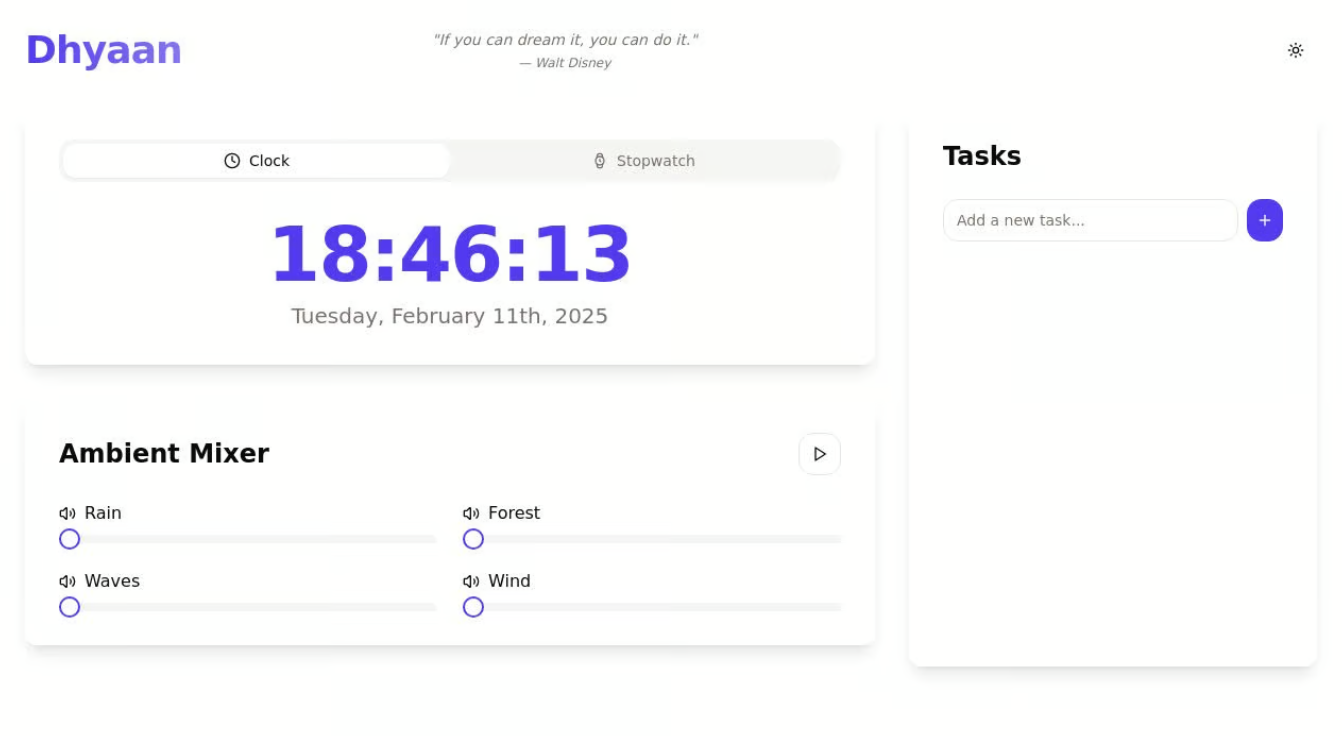 Dhyaan
"If you can dream it, you can do it."
— Walt Disney
Clock
Stopwatch
18:46:13
Tuesday, February 11th, 2025
Ambient Mixer
Rain
Forest
Waves
Wind
Tasks
Add a new task...
+